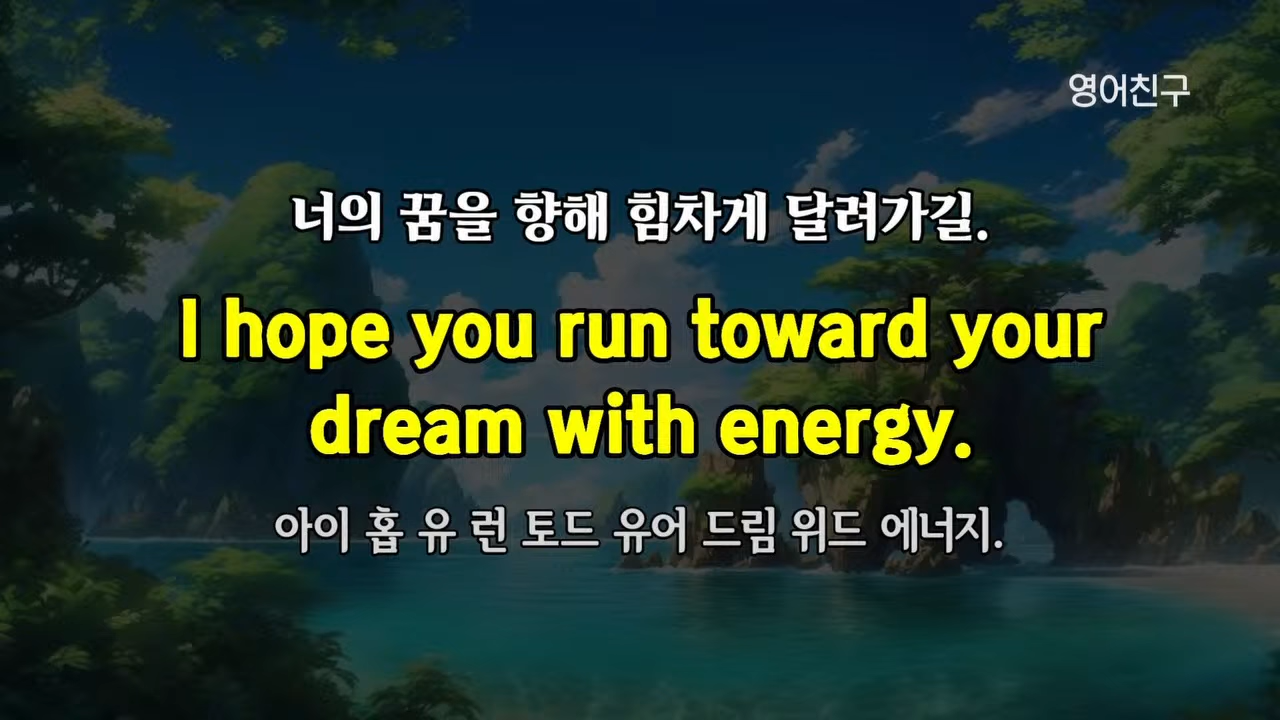 영어친구
너의 꿈을 향해 힘차게 달려가길.
I hope you run toward your
dream with energy.
아이 홉 유 런 토드 유어 드림 위드 에너지.